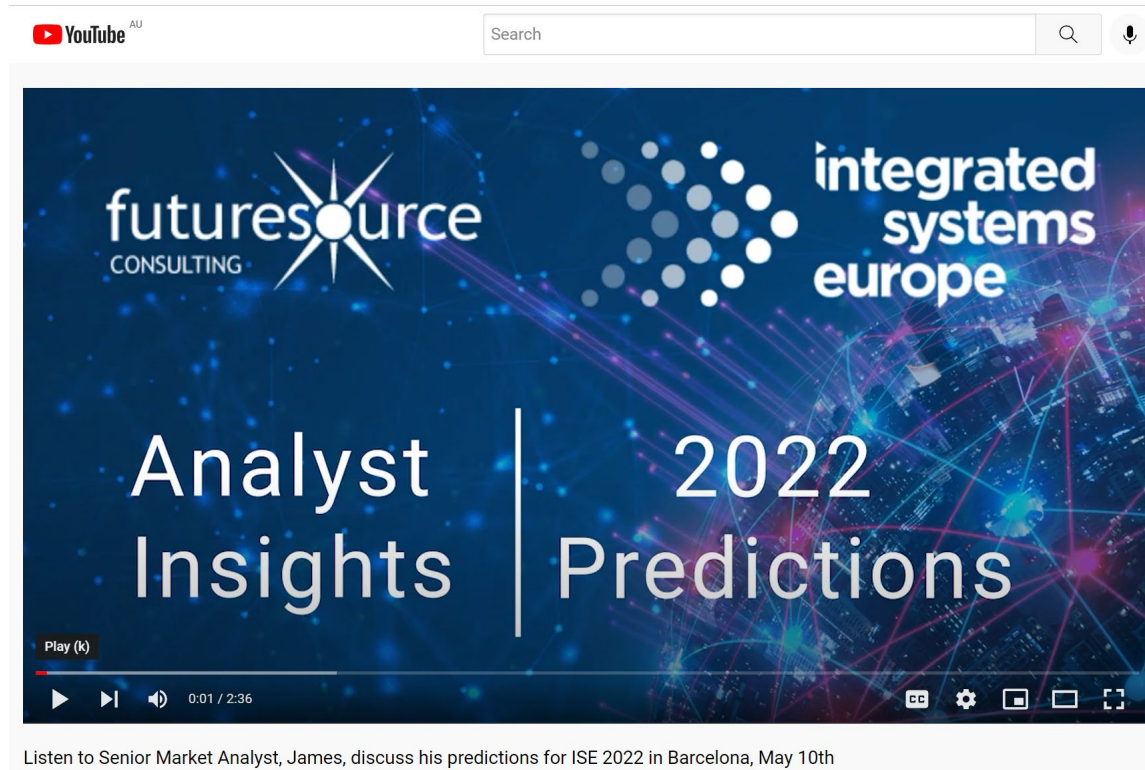 YouTube AU
Search
futuresource
CONSULTING
integrated
systems
europe
Analyst
Insights
2022
Predictions
Play (k)
0:01 / 2:36
CC
Listen to Senior Market Analyst, James, discuss his predictions for ISE 2022 in Barcelona, May 10th